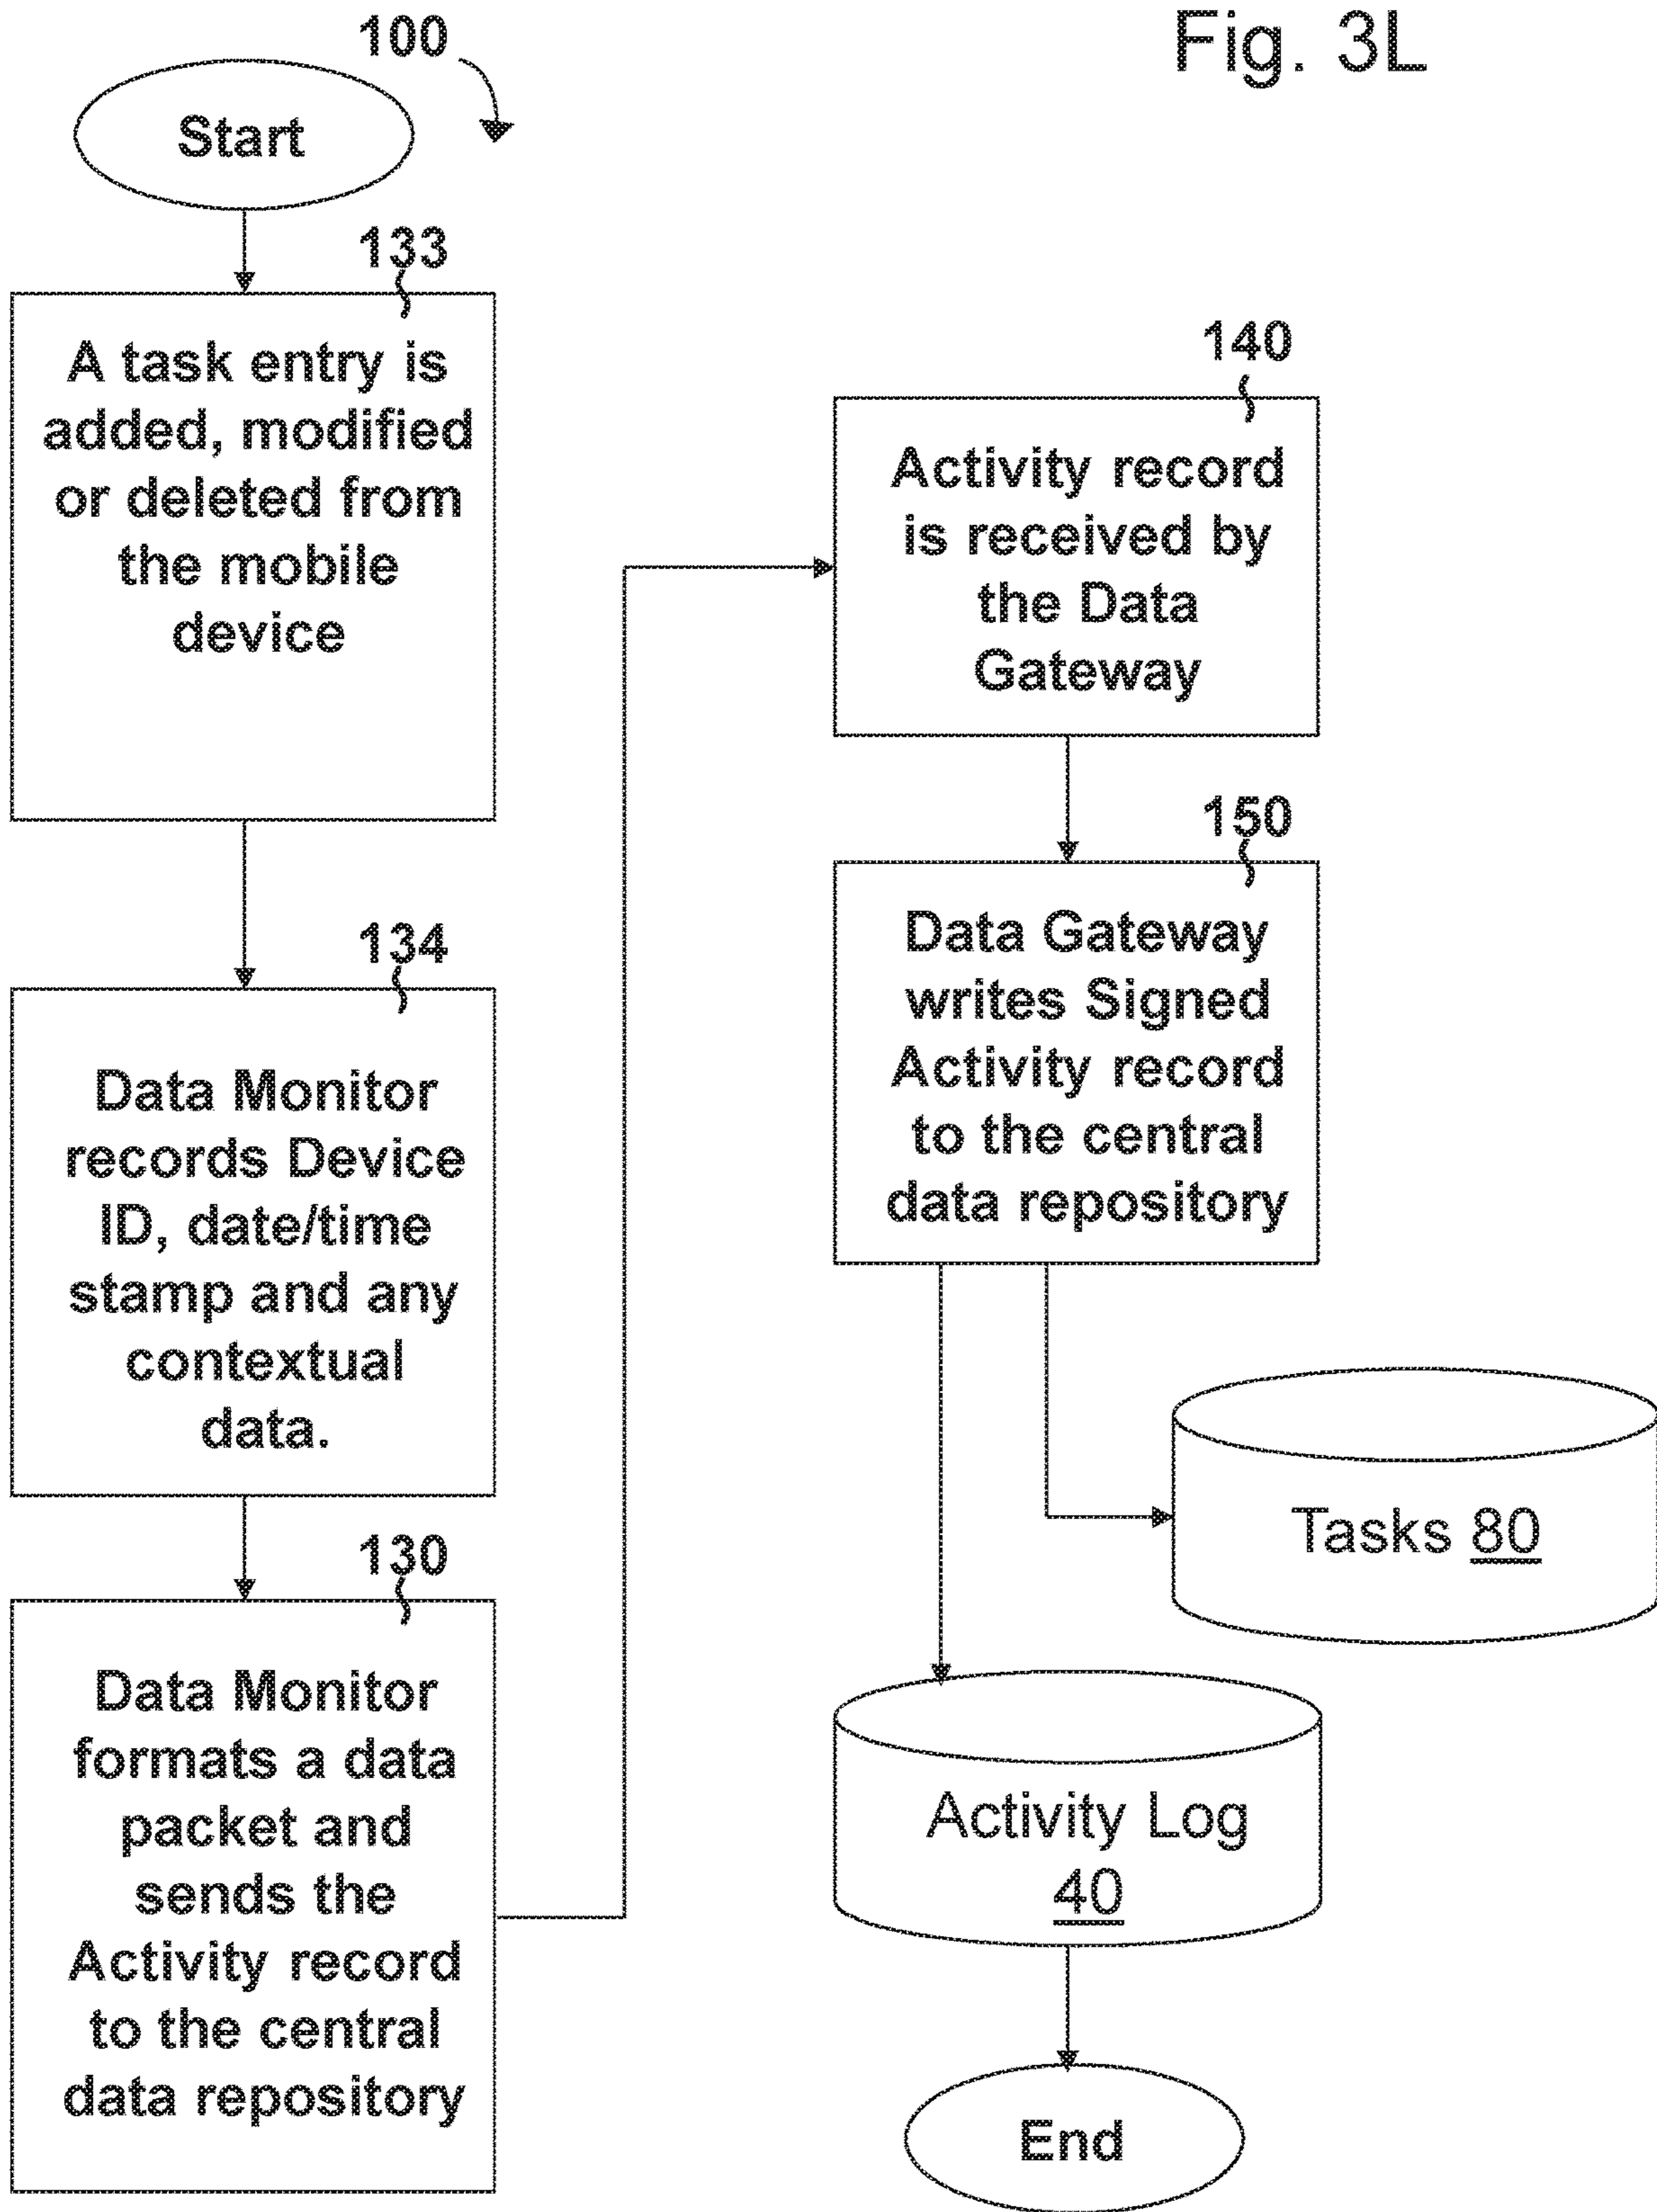 Fig. 3L
100
Start
133
A task entry is
added, modified
or deleted from
the mobile
device
134
Data Monitor
records Device
ID, date/time
stamp and any
contextual
data.
130
Data Monitor
formats a data
packet and
sends the
Activity record
to the central
data repository
140
Activity record
is received by
the Data
Gateway
150
Data Gateway
writes Signed
Activity record
to the central
data repository
Tasks 80
Activity Log
40
End